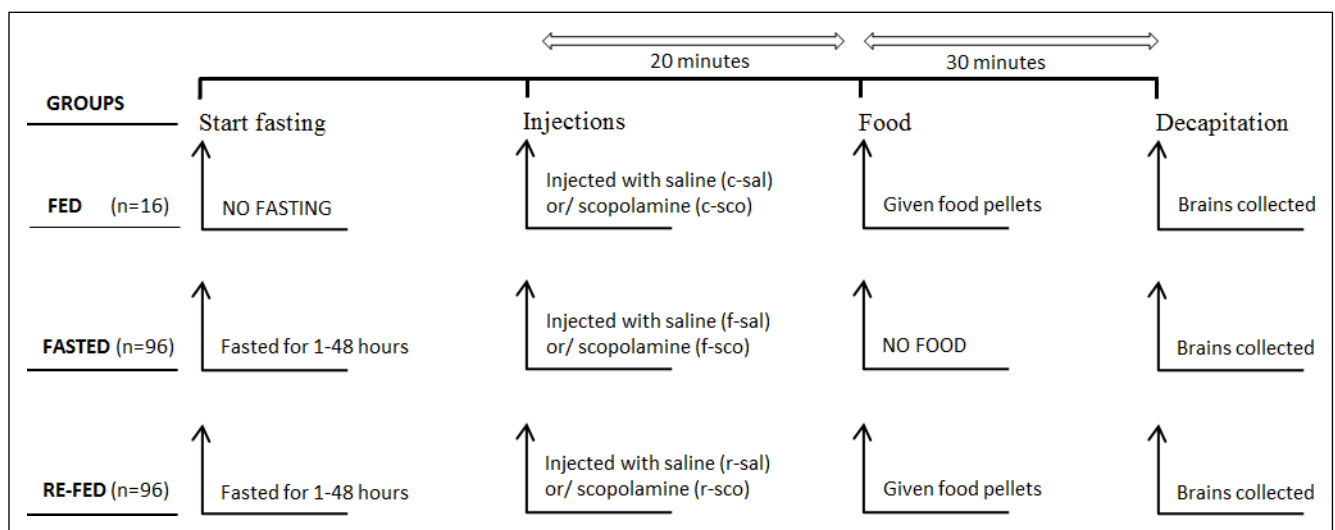 20 minutes
30 minutes
GROUPS
Start fasting
Injections
Food
Decapitation
FED (n=16)
NO FASTING
Injected with saline (c-sal)
or/ scopolamine (c-sco)
Given food pellets
Brains collected
FASTED (n=96)
Fasted for 1-48 hours
Injected with saline (f-sal)
or/ scopolamine (f-sco)
NO FOOD
Brains collected
RE-FED (n=96)
Fasted for 1-48 hours
Injected with saline (r-sal)
or/ scopolamine (r-sco)
Given food pellets
Brains collected